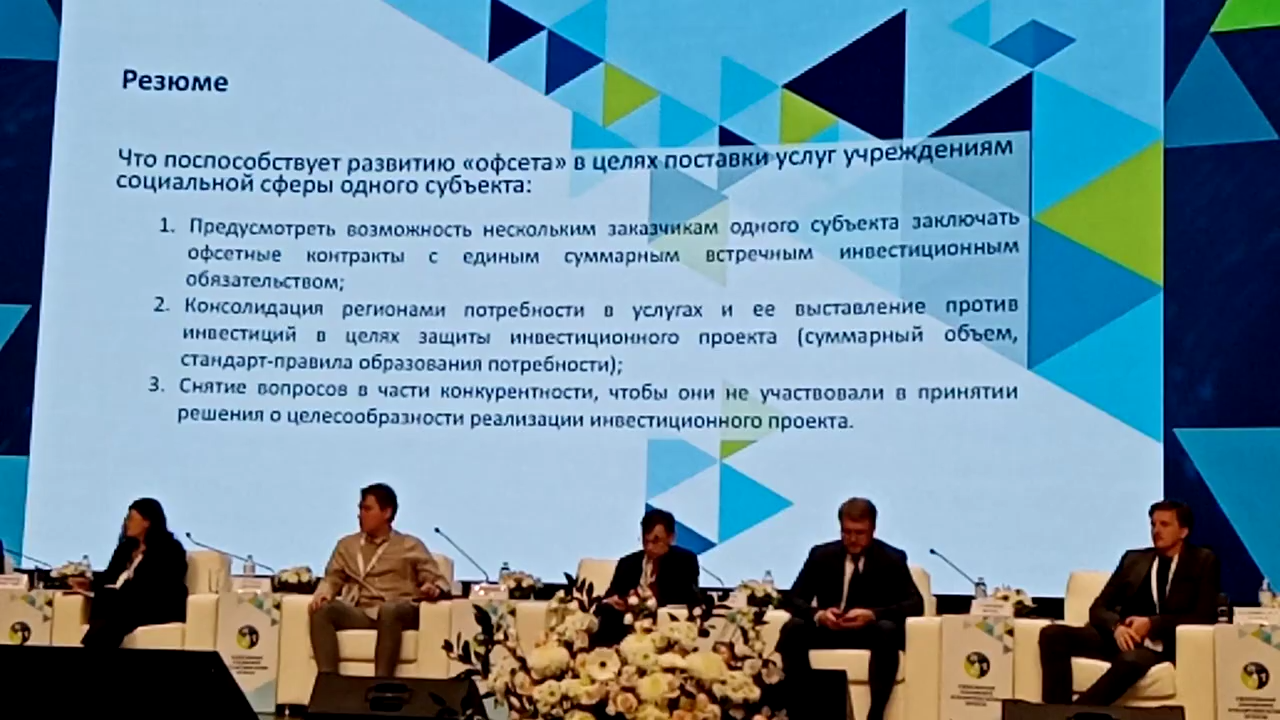 Резюме
Что поспособствует развитию «офсета» в целях поставки услуг учреждениям
социальной сферы одного субъекта:
1. Предусмотреть возможность нескольким заказчикам одного субъекта заключать
офсетные контракты с единым суммарным встречным инвестиционным
обязательством;
2. Консолидация регионами потребности в услугах и ее выставление против
инвестиций в целях защиты инвестиционного проекта (суммарный объем,
стандарт-правила образования потребности);
3. Снятие вопросов в части конкурентности, чтобы они не участвовали в принятии
решения о целесообразности реализации инвестиционного проекта.